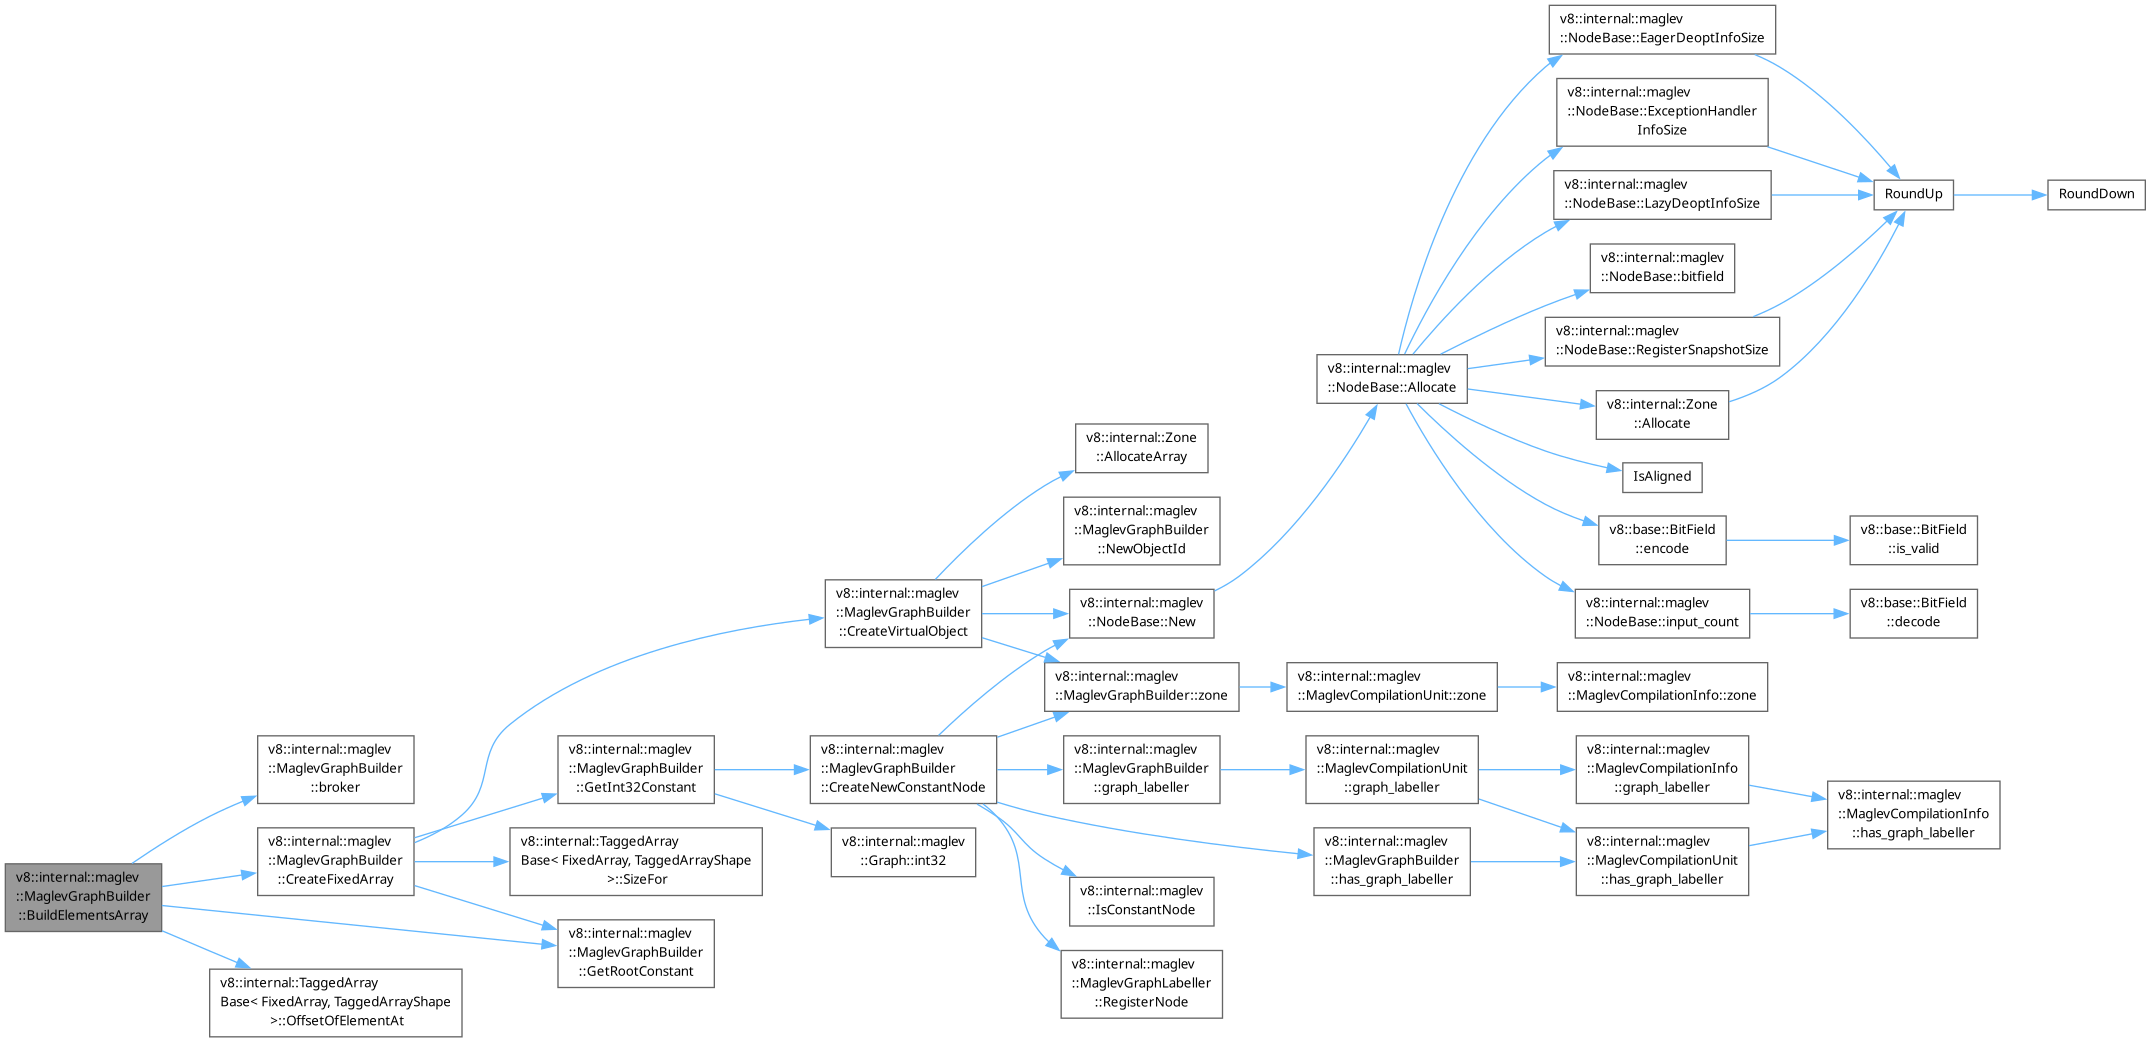 v8::internal::maglev
::MaglevGraphBuilder
::BuildElementsArray
v8::internal::maglev
::MaglevGraphBuilder
::broker
v8::internal::maglev
::MaglevGraphBuilder
::CreateFixedArray
v8::internal::TaggedArray
Base< FixedArray, TaggedArrayShape
>::OffsetOfElementAt
v8::internal::maglev
::MaglevGraphBuilder
::GetInt32Constant
v8::internal::TaggedArray
Base< FixedArray, TaggedArrayShape
>::SizeFor
v8::internal::maglev
::MaglevGraphBuilder
::GetRootConstant
v8::internal::maglev
::MaglevGraphBuilder
::CreateVirtualObject
v8::internal::maglev
::MaglevGraphBuilder
::CreateNewConstantNode
v8::internal::maglev
::Graph::int32
v8::internal::Zone
::AllocateArray
v8::internal::maglev
::MaglevGraphBuilder
::NewObjectId
v8::internal::maglev
::NodeBase::New
v8::internal::maglev
::MaglevGraphBuilder::zone
v8::internal::maglev
::MaglevGraphBuilder
::graph_labeller
v8::internal::maglev
::IsConstantNode
v8::internal::maglev
::MaglevGraphLabeller
::RegisterNode
v8::internal::maglev
::NodeBase::Allocate
v8::internal::maglev
::MaglevCompilationUnit::zone
v8::internal::maglev
::MaglevCompilationUnit
::graph_labeller
v8::internal::maglev
::MaglevGraphBuilder
::has_graph_labeller
v8::internal::maglev
::NodeBase::EagerDeoptInfoSize
v8::internal::maglev
::NodeBase::ExceptionHandler
InfoSize
v8::internal::maglev
::NodeBase::LazyDeoptInfoSize
v8::internal::maglev
::NodeBase::bitfield
v8::internal::maglev
::NodeBase::RegisterSnapshotSize
v8::internal::Zone
::Allocate
IsAligned
v8::base::BitField
::encode
v8::internal::maglev
::NodeBase::input_count
v8::internal::maglev
::MaglevCompilationInfo::zone
v8::internal::maglev
::MaglevCompilationInfo
::graph_labeller
v8::internal::maglev
::MaglevCompilationUnit
::has_graph_labeller
RoundUp
v8::base::BitField
::is_valid
v8::base::BitField
::decode
v8::internal::maglev
::MaglevCompilationInfo
::has_graph_labeller
RoundDown